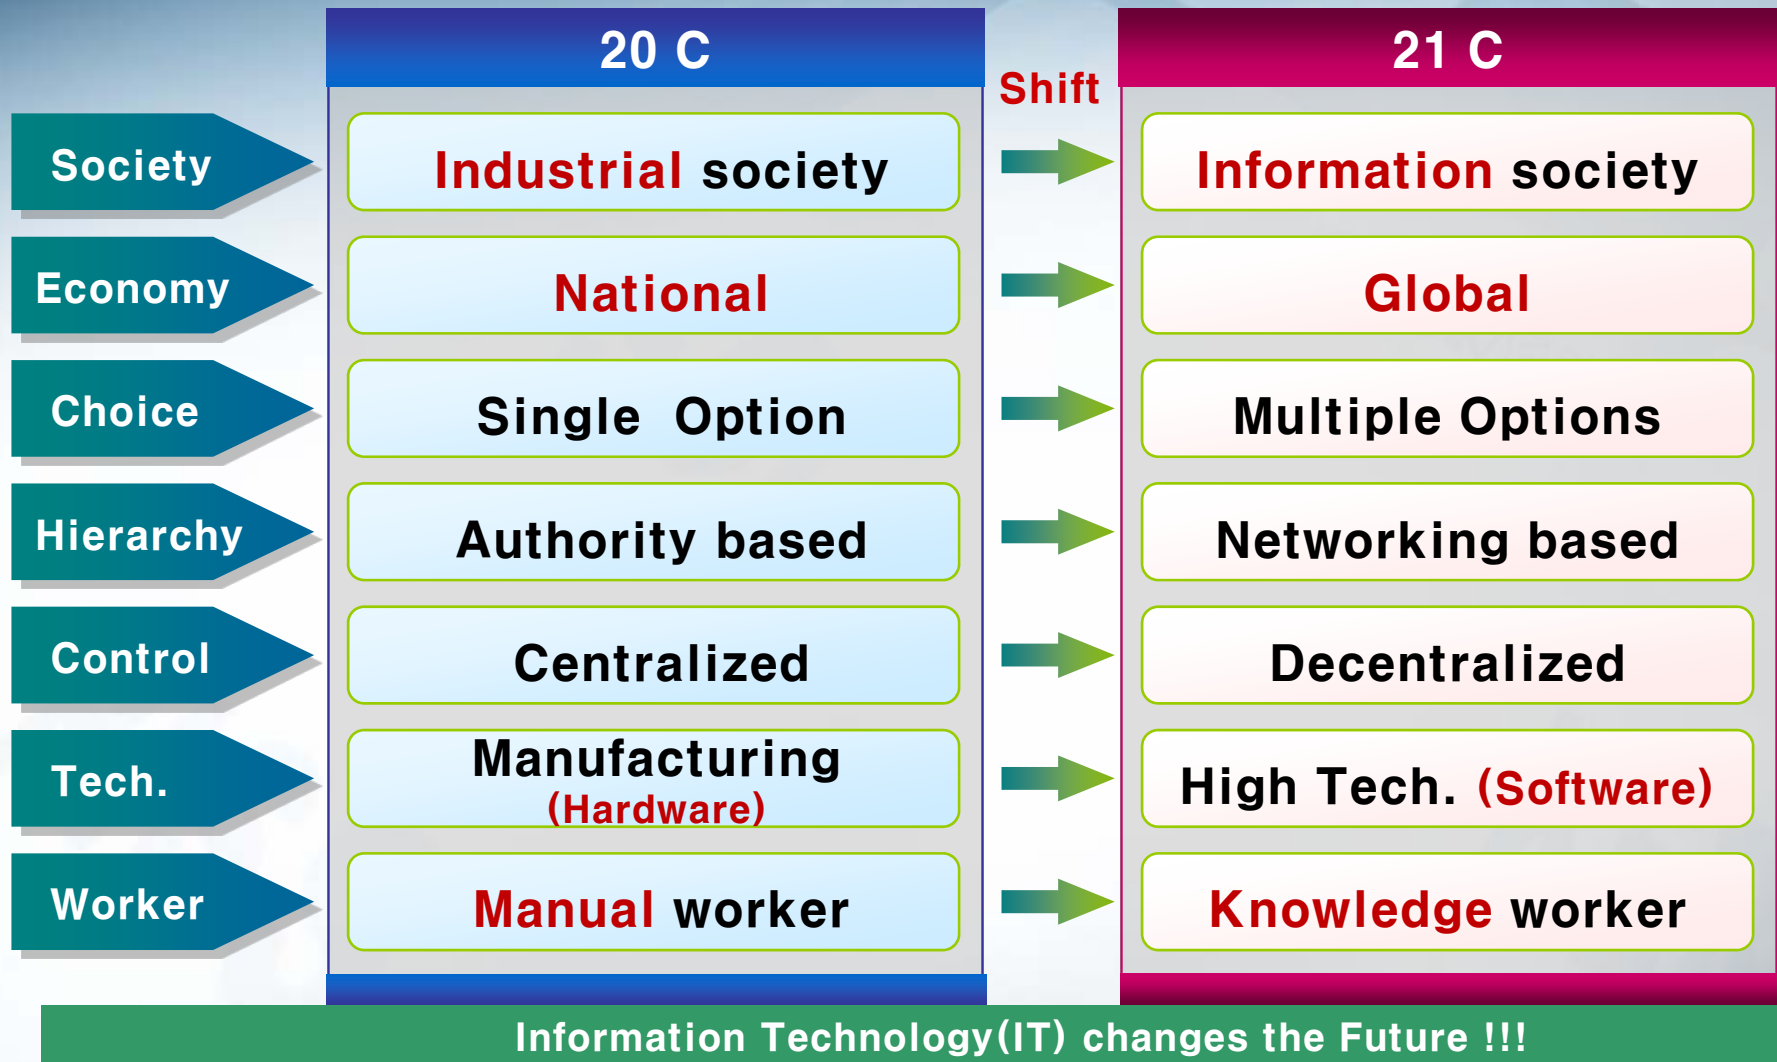 20 C
21 C
Shift
Society
Industrial society
Information society
Economy
National
Global
Choice
Single Option
Multiple Options
Hierarchy
Authority based
Networking based
Control
Centralized
Decentralized
Tech.
Manufacturing
(Hardware)
High Tech. (Software)
Worker
Manual worker
Knowledge worker
Information Technology(IT) changes the Future !!!